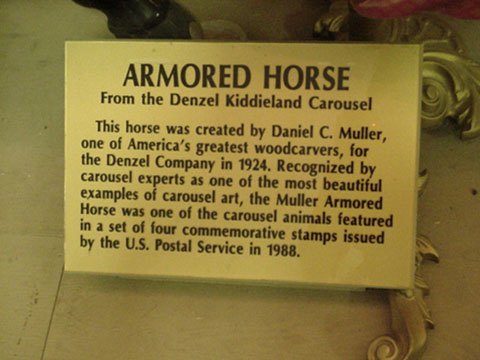 ARMORED HORSE
From the Denzel Kiddieland Carousel
This horse was created by Daniel C. Muller,
one of America's greatest woodcarvers, for
the Denzel Company in 1924. Recognized by
carousel experts as one of the most beautiful
examples of carousel art, the Muller Armored
Horse was one of the carousel animals featured
in a set of four commemorative stamps issued
by the U.S. Postal Service in 1988.